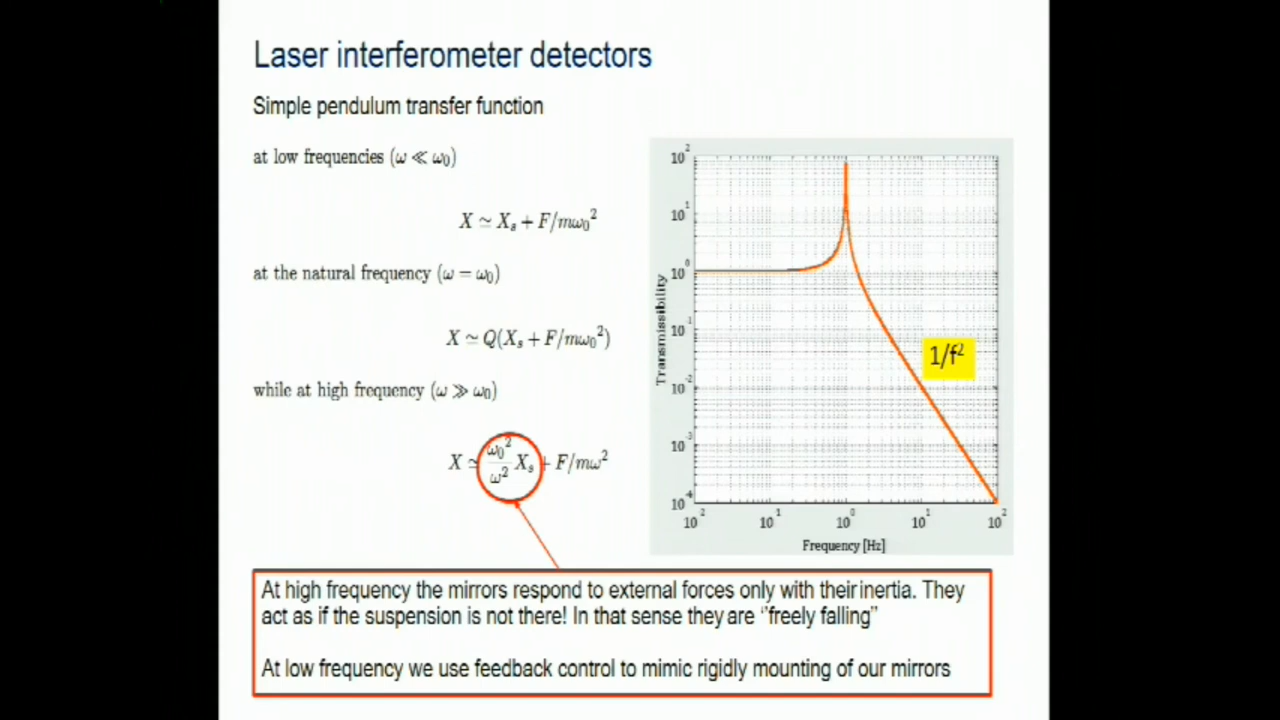 Laser interferometer detectors
Simple pendulum transfer function
at low frequencies (ω ≪ ω₀)
X ≃ Xₛ + F/mω₀²
at the natural frequency (ω = ω₀)
X ≃ Q(Xₛ + F/mω₀²)
while at high frequency (ω ≫ ω₀)
X ≃ ω₀²/ω² Xₛ + F/mω²
10²
10¹
10⁰
10⁻¹
10⁻²
10⁻³
10⁻⁴
Transmissibility
1/f²
10⁻² 10⁻¹ 10⁰ 10¹ 10²
Frequency [Hz]
At high frequency the mirrors respond to external forces only with their inertia. They
act as if the suspension is not there! In that sense they are “freely falling”
At low frequency we use feedback control to mimic rigidly mounting of our mirrors